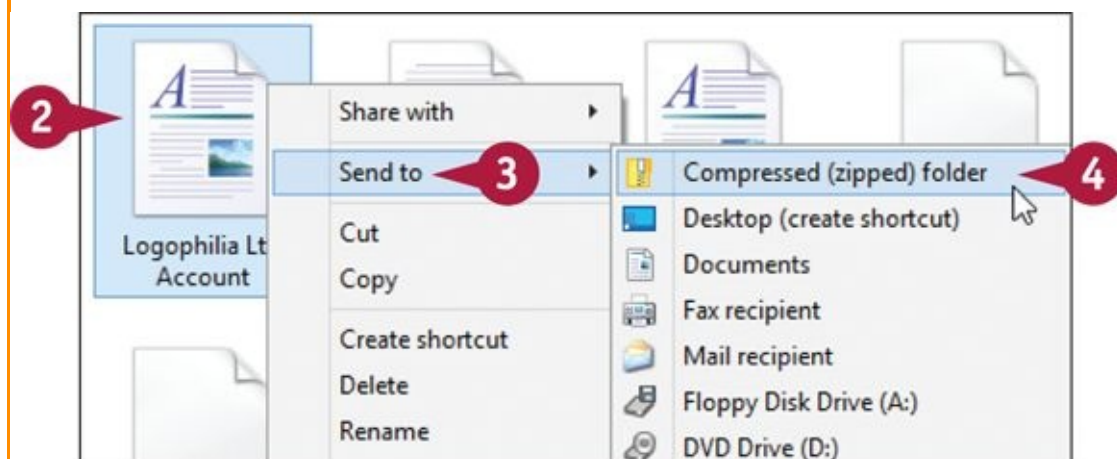 2
Logophilia Lt
Account
Share with
Send to
3
Cut
Copy
Create shortcut
Delete
Rename
Compressed (zipped) folder
4
Desktop (create shortcut)
Documents
Fax recipient
Mail recipient
Floppy Disk Drive (A:)
DVD Drive (D:)